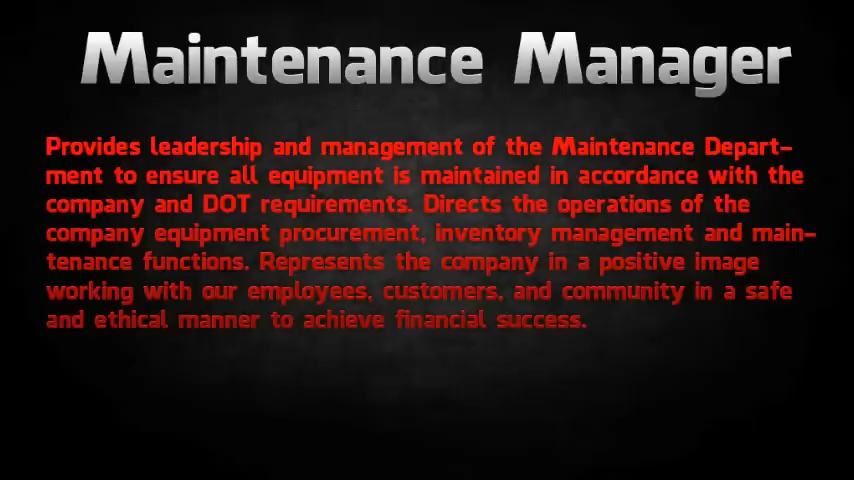 Maintenance Manager
Provides leadership and management of the Maintenance Depart-
ment to ensure all equipment is maintained in accordance with the
company and DOT requirements. Directs the operations of the
company equipment procurement, inventory management and main-
tenance functions. Represents the company in a positive image
working with our employees, customers, and community in a safe
and ethical manner to achieve financial success.